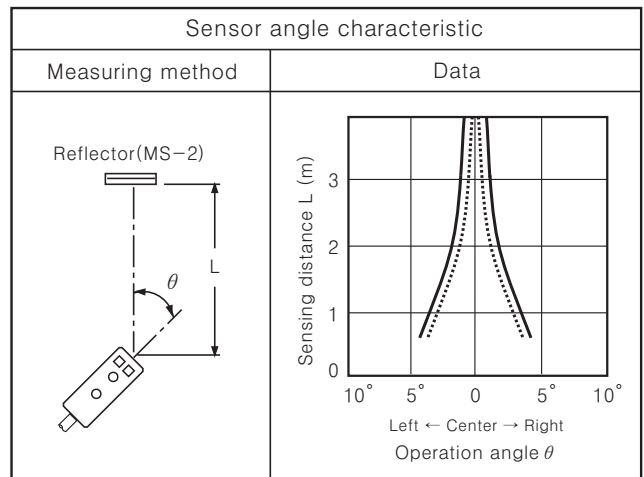 Sensor angle characteristic
Measuring method
Data
Reflector(MS-2)
L
θ
Sensing distance L (m)
3
2
1
0
10° 5° 0 5° 10°
Left ← Center → Right
Operation angle θ